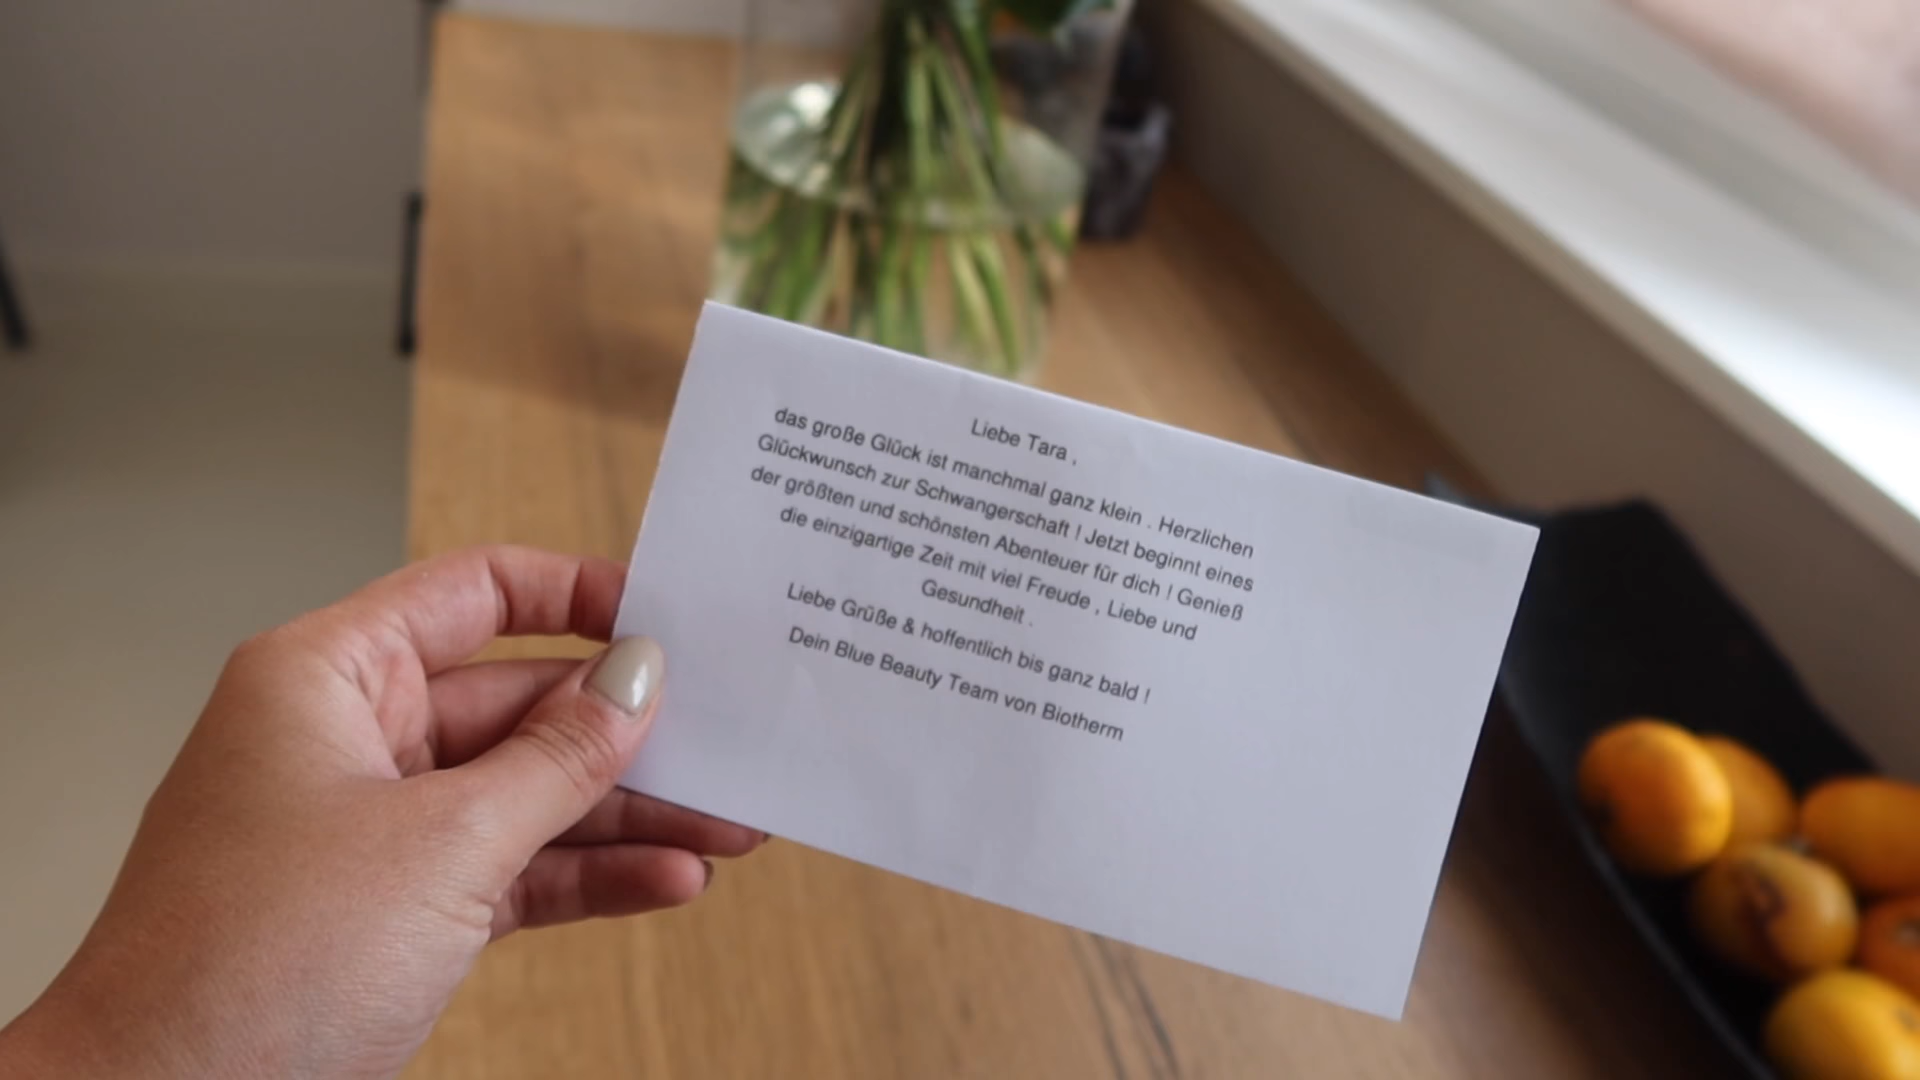 Liebe Tara ,
das große Glück ist manchmal ganz klein . Herzlichen
Glückwunsch zur Schwangerschaft ! Jetzt beginnt eines
der größten und schönsten Abenteuer für dich ! Genieß
die einzigartige Zeit mit viel Freude , Liebe und
Gesundheit .
Liebe Grüße & hoffentlich bis ganz bald !
Dein Blue Beauty Team von Biotherm